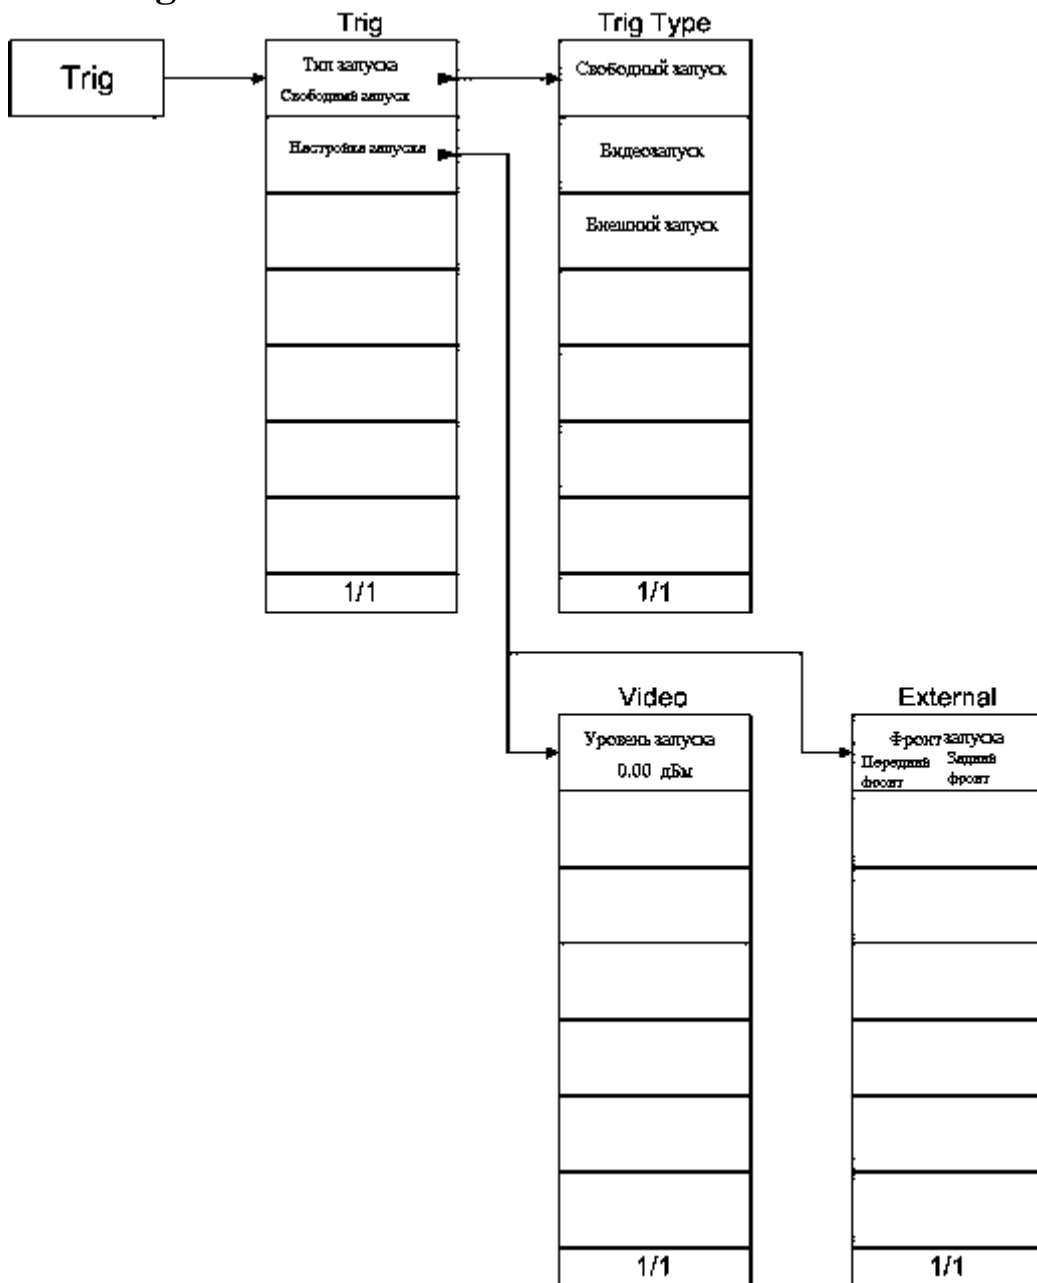 Trig
Trig Type
Trig
Тип запуска
Свободный запуск
Настройка запуска
1/1
Свободный запуск
Видеозапуск
Внешний запуск
1/1
Video
Уровень запуска
0.00 дБм
1/1
External
Фронт запуска
Передний фронт
Задний фронт
1/1